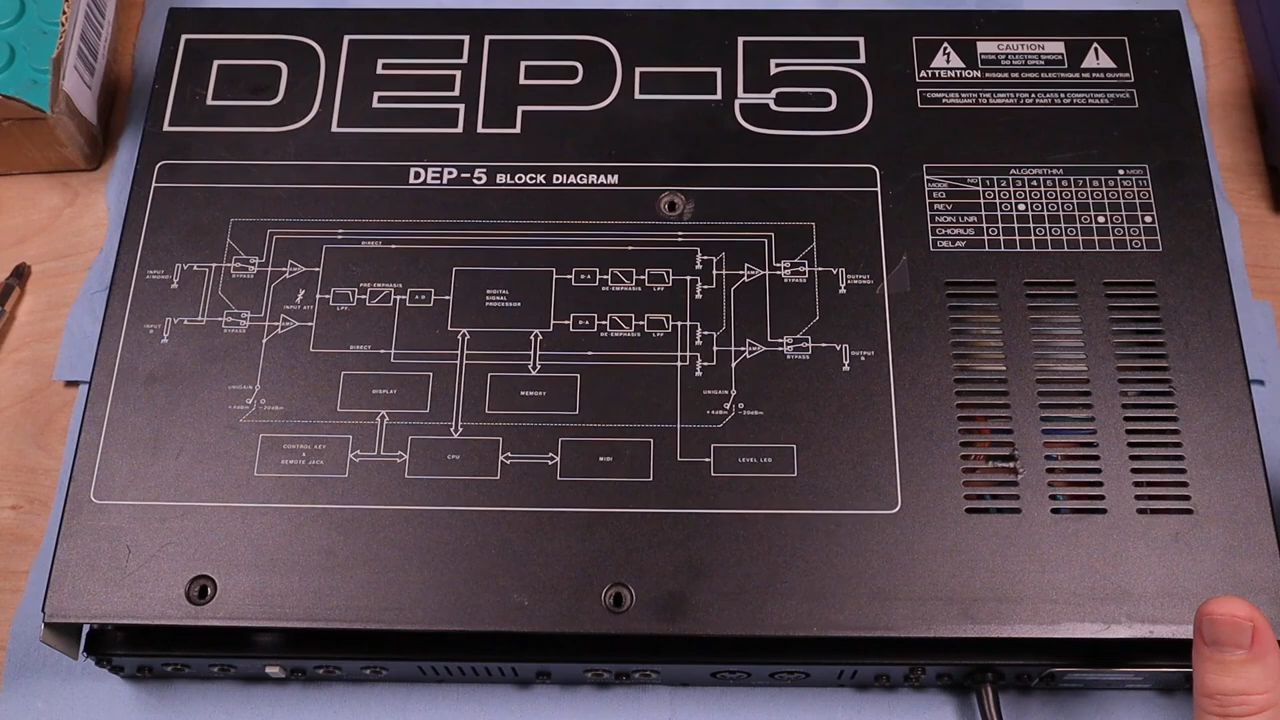 DEP-5
CAUTION
RISK OF ELECTRIC SHOCK
DO NOT OPEN
ATTENTION: RISQUE DE CHOC ELECTRIQUE NE PAS OUVRIR
"COMPLIES WITH THE LIMITS FOR A CLASS B COMPUTING DEVICE
PURSUANT TO SUBPART J OF PART 15 OF FCC RULES."
DEP-5 BLOCK DIAGRAM
ALGORITHM ● MOD
MODE NO 1 2 3 4 5 6 7 8 9 10 11
EQ
REV
NON LNR
CHORUS
DELAY
DIRECT
INPUT
A(MONO)
BYPASS
AMP
INPUT ATT
PRE-EMPHASIS
LPF.
A/D
DIGITAL
SIGNAL
PROCESSOR
D-A
DE-EMPHASIS
LPF
AMP
BYPASS
OUTPUT
A(MONO)
INPUT
B
BYPASS
AMP
DIRECT
D-A
DE-EMPHASIS
LPF
AMP
BYPASS
OUTPUT
B
UNIGAIN
+4dBm -20dBm
DISPLAY
MEMORY
UNIGAIN
+4dBm -20dBm
CONTROL KEY
&
REMOTE JACK
CPU
MIDI
LEVEL LED